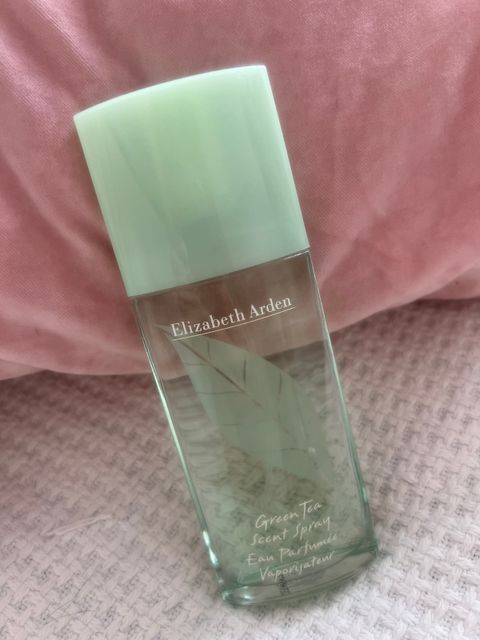 Elizabeth Arden
Green Tea
Scent Spray
Eau Parfumée
Vaporisateur